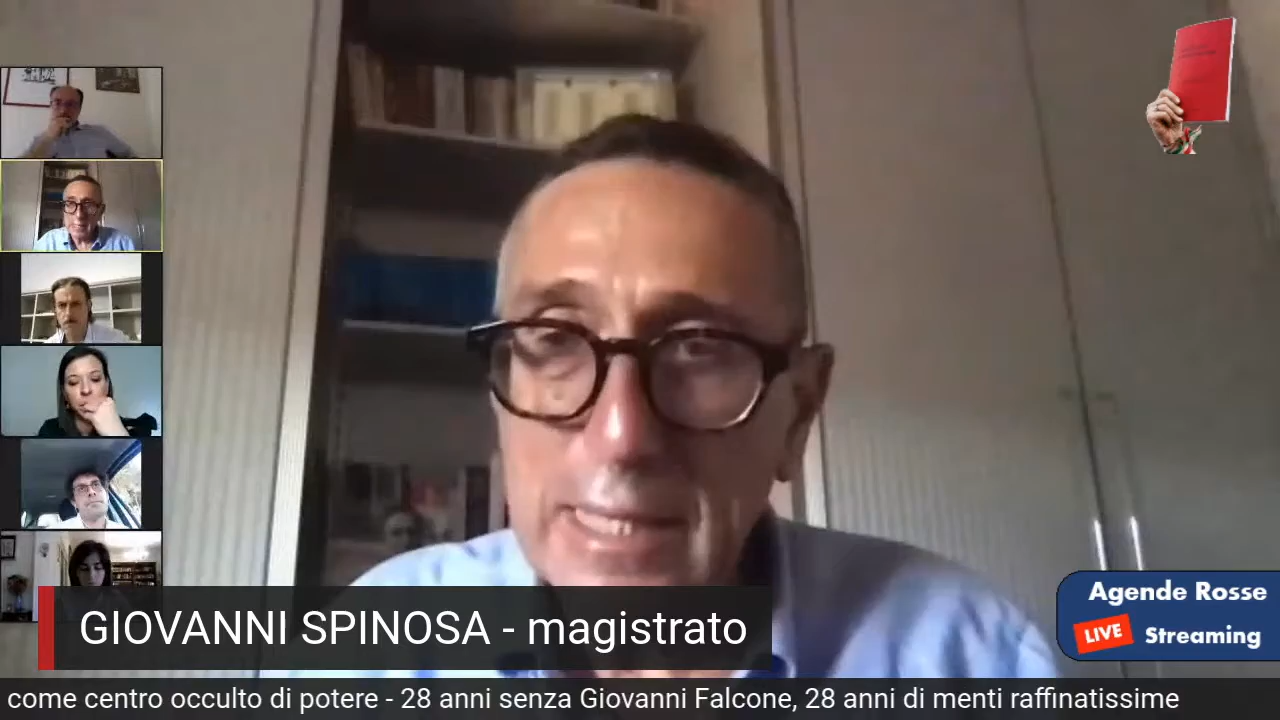 GIOVANNI SPINOSA - magistrato
Agende Rosse
LIVE Streaming
come centro occulto di potere - 28 anni senza Giovanni Falcone, 28 anni di menti raffinatissime